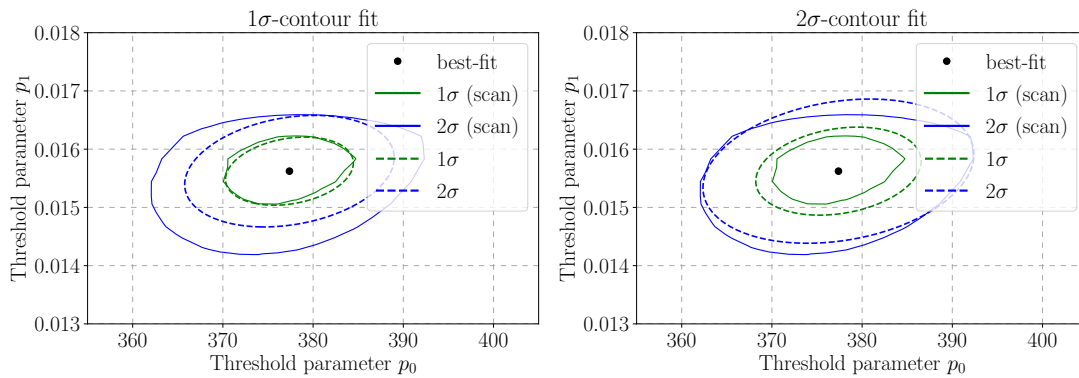 1σ-contour fit
0.018
0.017
0.016
0.015
0.014
0.013
Threshold parameter p₁
best-fit
1σ (scan)
2σ (scan)
1σ
2σ
360
370
380
390
400
Threshold parameter p₀
2σ-contour fit
0.018
0.017
0.016
0.015
0.014
0.013
Threshold parameter p₁
best-fit
1σ (scan)
2σ (scan)
1σ
2σ
360
370
380
390
400
Threshold parameter p₀